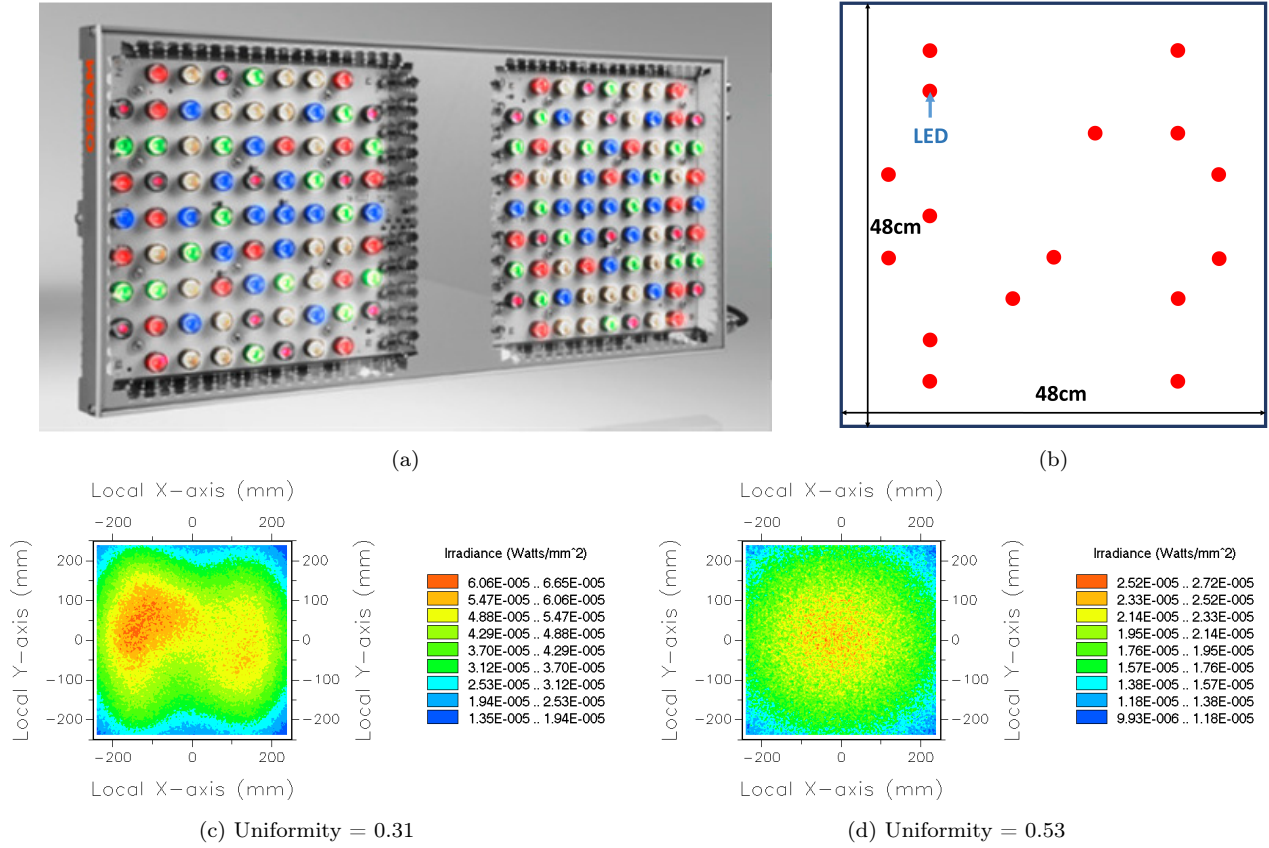 OSRAM
LED
48cm
48cm
(a)
(b)
Local X-axis (mm)
-200 0 200
Local Y-axis (mm)
200
100
0
-100
-200
200
100
0
-100
-200
Local Y-axis (mm)
-200 0 200
Local X-axis (mm)
Irradiance (Watts/mm^2)
6.06E-005 .. 6.65E-005
5.47E-005 .. 6.06E-005
4.88E-005 .. 5.47E-005
4.29E-005 .. 4.88E-005
3.70E-005 .. 4.29E-005
3.12E-005 .. 3.70E-005
2.53E-005 .. 3.12E-005
1.94E-005 .. 2.53E-005
1.35E-005 .. 1.94E-005
Local X-axis (mm)
-200 0 200
Local Y-axis (mm)
200
100
0
-100
-200
200
100
0
-100
-200
Local Y-axis (mm)
-200 0 200
Local X-axis (mm)
Irradiance (Watts/mm^2)
2.52E-005 .. 2.72E-005
2.33E-005 .. 2.52E-005
2.14E-005 .. 2.33E-005
1.95E-005 .. 2.14E-005
1.76E-005 .. 1.95E-005
1.57E-005 .. 1.76E-005
1.38E-005 .. 1.57E-005
1.18E-005 .. 1.38E-005
9.93E-006 .. 1.18E-005
(c) Uniformity = 0.31
(d) Uniformity = 0.53